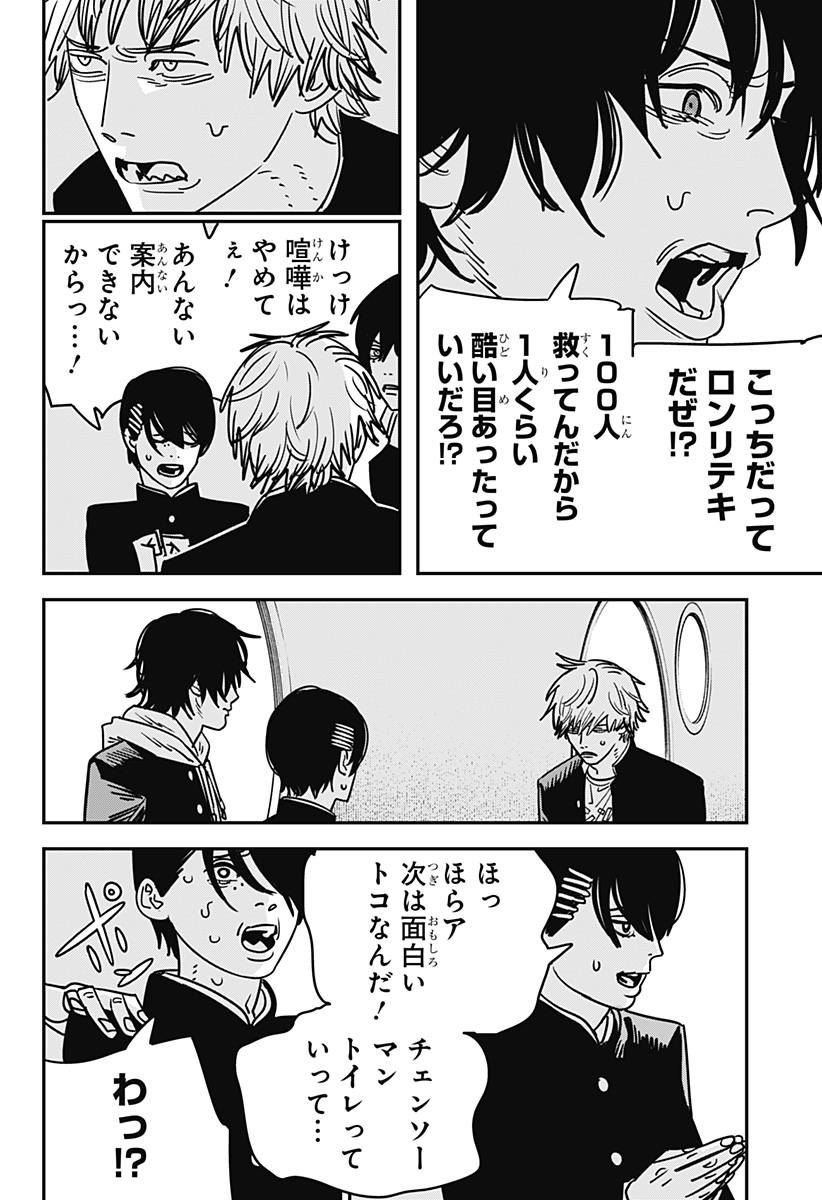 こっちだって
ロンリテキ
だぜ!?
100人
救ってんだから
1人くらい
酷い目あったって
いいだろ!?
けっけ
喧嘩は
やめて
ぇ!
あんない
案内
できない
からっ…!
ほっ
ほらア
次は面白い
トコなんだ!
チェンソー
マン
トイレって
いって…
ポン
わっ!?